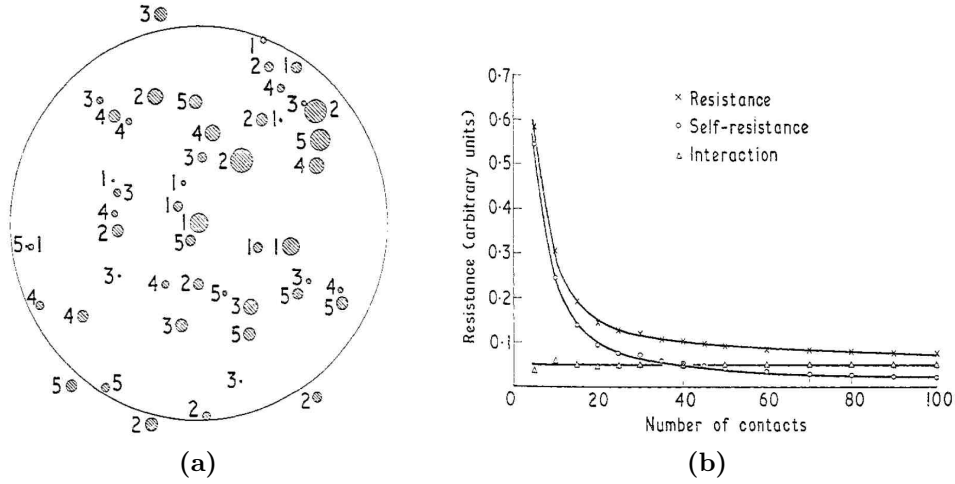 3
1
2 1
4
3 2 5 3 2
4 4 2 1
4 5
3 2 4
1 1
3
1
4
1
2
5 1 5 1 1
3 3
4 2 4
5 5
4 3 5
4
3
5
5 5 3
2
2
2
(a)
0·7
0·6
0·5
0·4
0·3
0·2
0·1
Resistance (arbitrary units)
× Resistance
○ Self-resistance
△ Interaction
0 20 40 60 80 100
Number of contacts
(b)